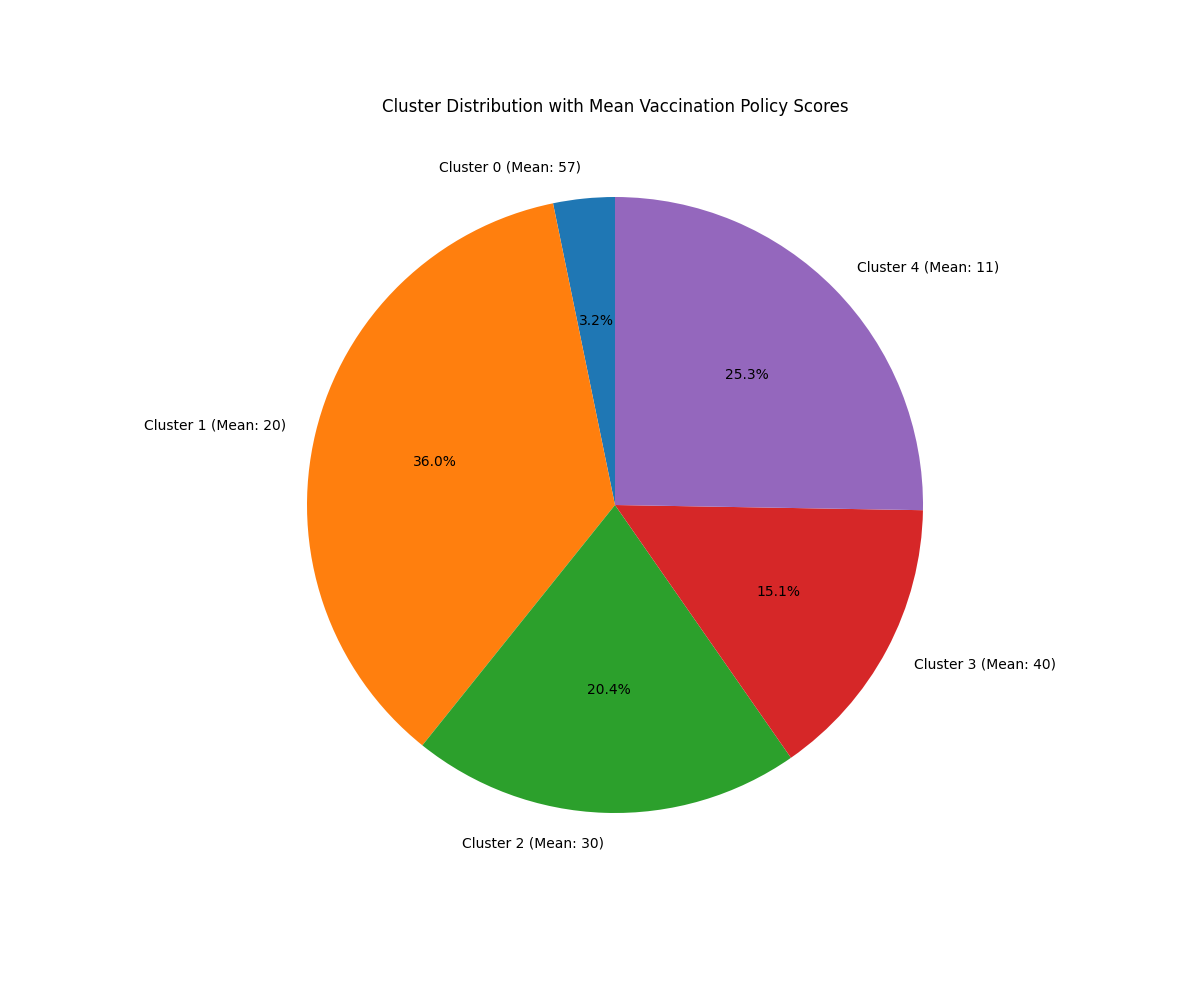 Cluster Distribution with Mean Vaccination Policy Scores
Cluster 0 (Mean: 57)
Cluster 4 (Mean: 11)
3.2%
25.3%
Cluster 1 (Mean: 20)
36.0%
15.1%
Cluster 3 (Mean: 40)
20.4%
Cluster 2 (Mean: 30)